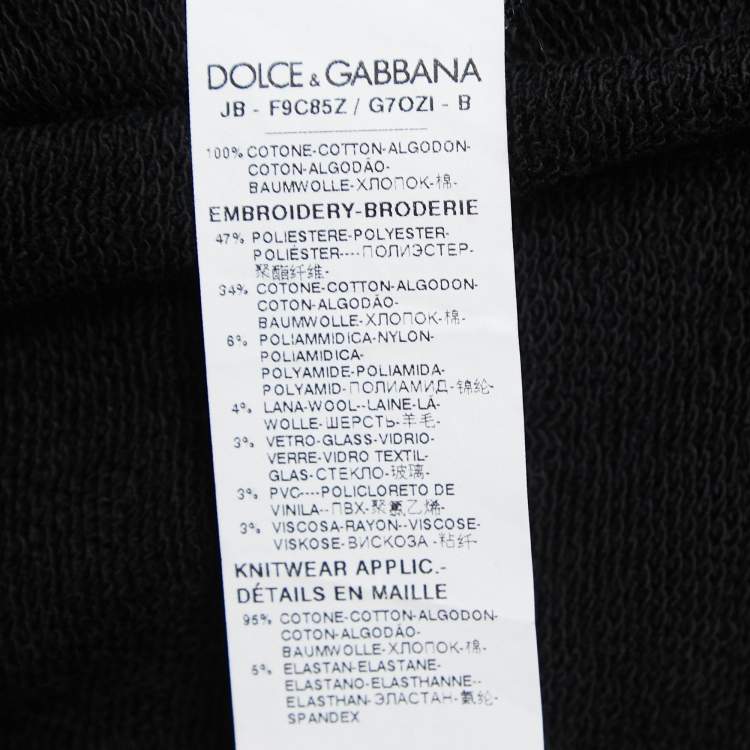 DOLCE & GABBANA
JB - F9C85Z / G7OZI - B
100% COTONE-COTTON-ALGODON-
COTON-ALGODÃO-
BAUMWOLLE-ХЛОПОК-棉-
EMBROIDERY-BRODERIE
47% POLIESTERE-POLYESTER-
POLIÉSTER----ПОЛИЭСТЕР-
聚酯纤维-
34% COTONE-COTTON-ALGODON-
COTON-ALGODÃO-
BAUMWOLLE-ХЛОПОК-棉-
6% POLIAMMIDICA-NYLON-
POLIAMIDICA-
POLYAMIDE-POLIAMIDA-
POLYAMID-ПОЛИАМИД-锦纶-
4% LANA-WOOL--LAINE-LÃ-
WOLLE-ШЕРСТЬ-羊毛-
3% VETRO-GLASS-VIDRIO-
VERRE-VIDRO TEXTIL-
GLAS-СТЕКЛО-玻璃-
3% PVC----POLICLORETO DE
VINILA--ПВХ-聚氯乙烯-
3% VISCOSA-RAYON--VISCOSE-
VISKOSE-ВИСКОЗА-粘纤-
KNITWEAR APPLIC.-
DÉTAILS EN MAILLE
95% COTONE-COTTON-ALGODON-
COTON-ALGODÃO-
BAUMWOLLE-ХЛОПОК-棉-
5% ELASTAN-ELASTANE-
ELASTANO-ELASTHANNE--
ELASTHAN-ЭЛАСТАН-氨纶-
SPANDEX